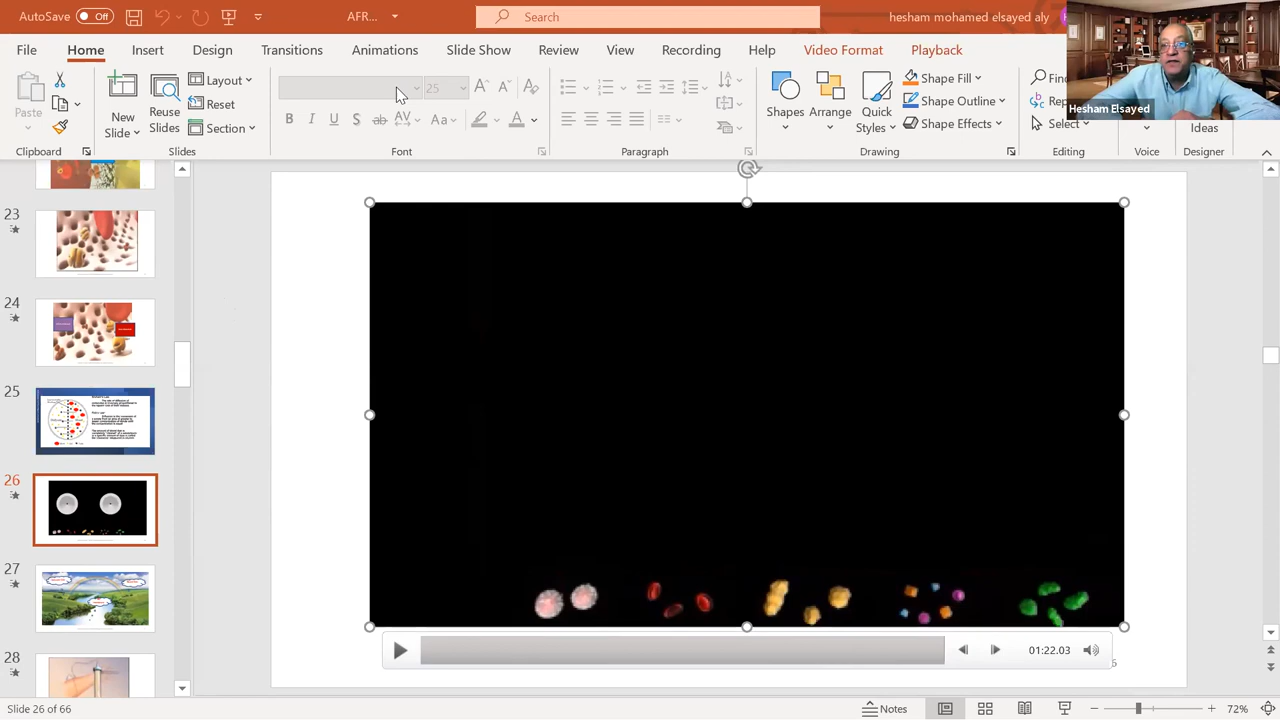 AutoSave Off AFR... Search hesham mohamed elsayed aly
File Home Insert Design Transitions Animations Slide Show Review View Recording Help Video Format Playback
Paste
Clipboard
New Slide
Reuse Slides
Layout
Reset
Section
Slides
B I
Aa
A
Font
Paragraph
Shapes
Arrange
Quick Styles
Shape Fill
Shape Outline
Shape Effects
Drawing
Select
Editing
Voice
Ideas
Designer
Hesham Elsayed
23
24
25
26
27
28
01:22.03
Slide 26 of 66
Notes
72%